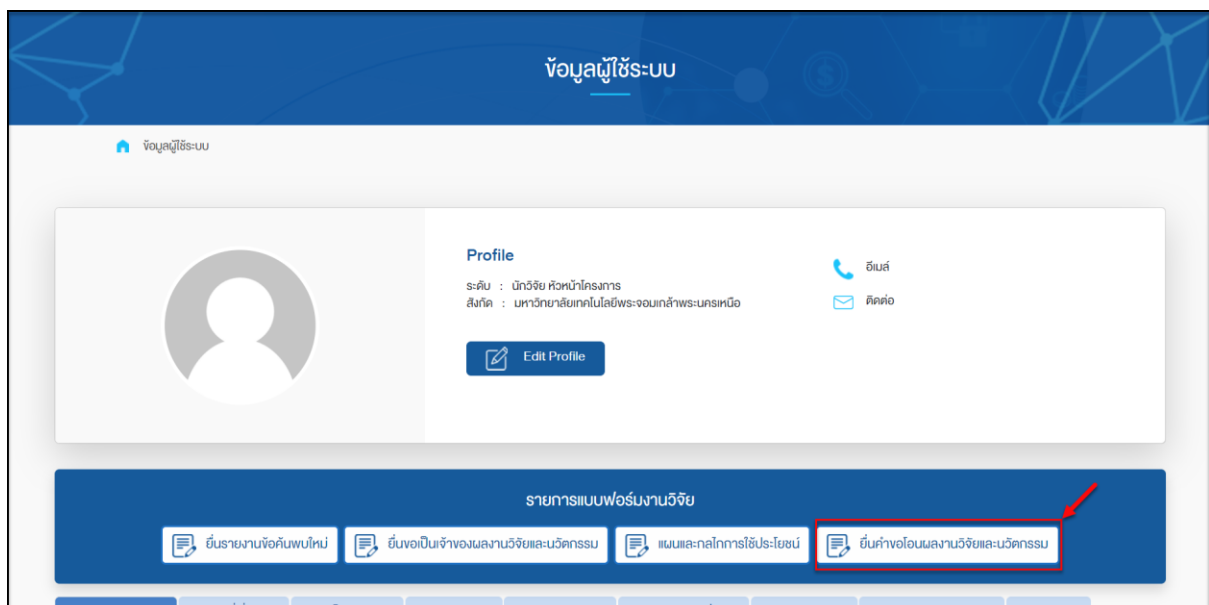 ข้อมูลผู้ใช้ระบบ
ข้อมูลผู้ใช้ระบบ
Profile
ระดับ : นักวิจัย หัวหน้าโครงการ
สังกัด : มหาวิทยาลัยเทคโนโลยีพระจอมเกล้าพระนครเหนือ
อีเมล์
ติดต่อ
Edit Profile
รายการแบบฟอร์มงานวิจัย
ยื่นรายงานข้อค้นพบใหม่
ยื่นขอเป็นเจ้าของผลงานวิจัยและนวัตกรรม
แผนและกลไกการใช้ประโยชน์
ยื่นคำขอโอนผลงานวิจัยและนวัตกรรม